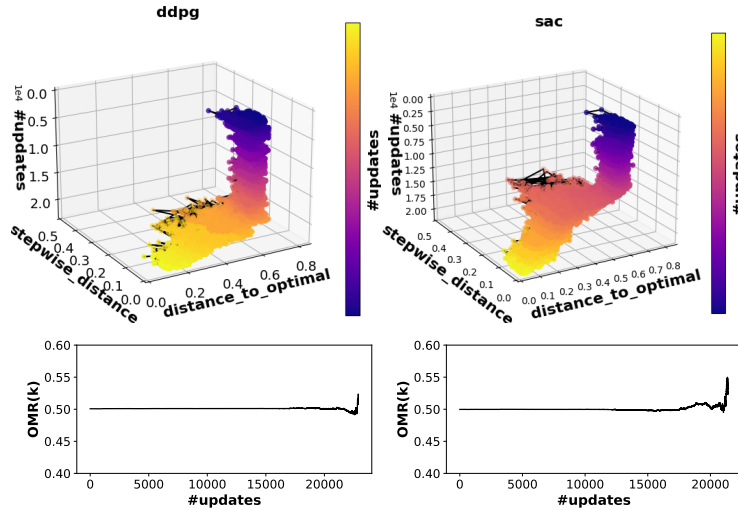 ddpg
sac
1e4
0.0
0.5
1.0
1.5
2.0
#updates
0.5
0.4
0.3
0.2
0.1
0.0
stepwise_distance
0.0
0.2
0.4
0.6
0.8
distance_to_optimal
#updates
1e4
0.00
0.25
0.50
0.75
1.00
1.25
1.50
1.75
2.00
#updates
0.5
0.4
0.3
0.2
0.1
0.0
stepwise_distance
0.0
0.1
0.2
0.3
0.4
0.5
0.6
0.7
0.8
distance_to_optimal
#updates
0.60
0.55
0.50
0.45
0.40
OMR(k)
0 5000 10000 15000 20000
#updates
0.60
0.55
0.50
0.45
0.40
OMR(k)
0 5000 10000 15000 20000
#updates